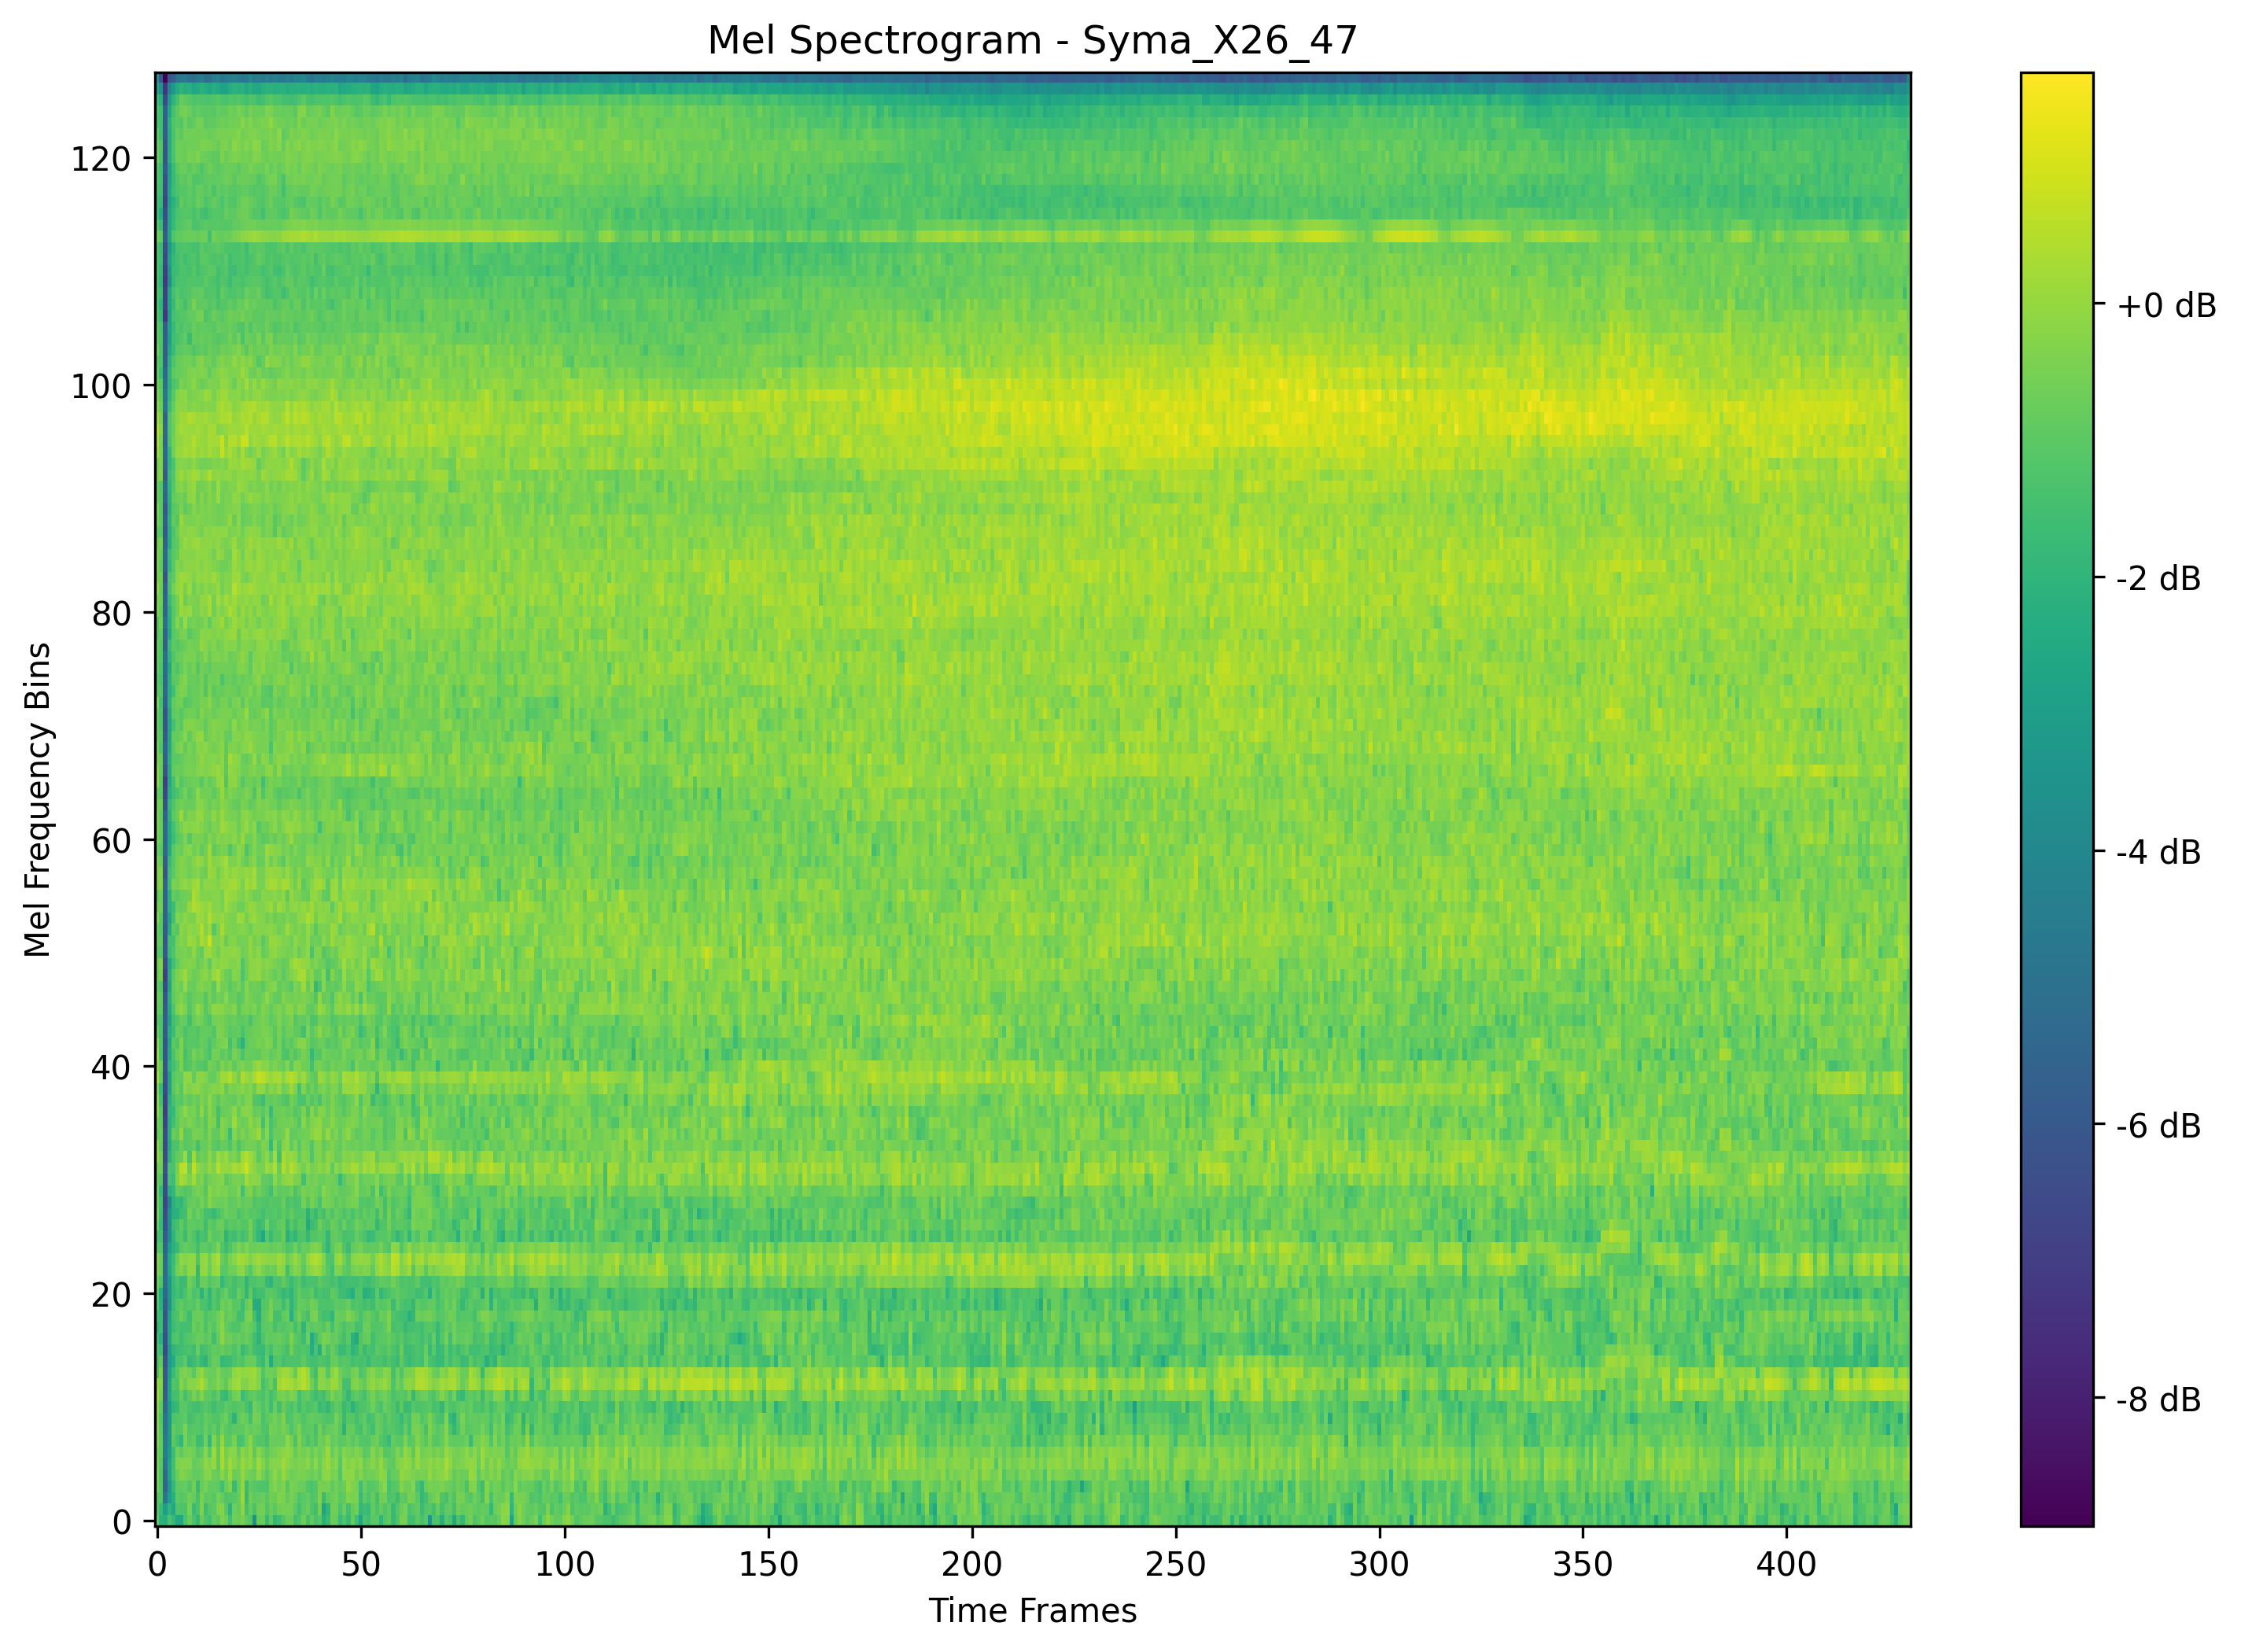 Mel Spectrogram - Syma_X26_47
Mel Frequency Bins
120
100
80
60
40
20
0
0 50 100 150 200 250 300 350 400
Time Frames
+0 dB
-2 dB
-4 dB
-6 dB
-8 dB